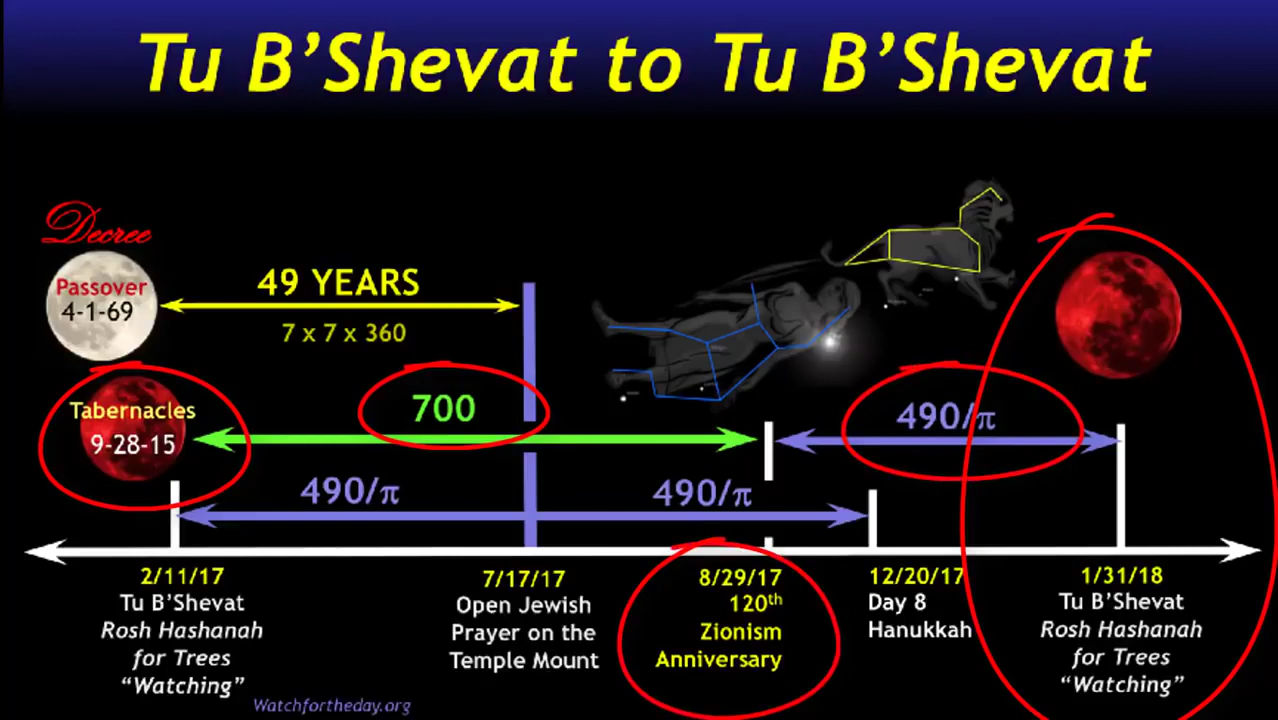 Tu B'Shevat to Tu B'Shevat
Decree
Passover
4-1-69
49 YEARS
7 x 7 x 360
Tabernacles
9-28-15
700
490/π
490/π
490/π
2/11/17
Tu B'Shevat
Rosh Hashanah
for Trees
"Watching"
7/17/17
Open Jewish
Prayer on the
Temple Mount
8/29/17
120th
Zionism
Anniversary
12/20/17
Day 8
Hanukkah
1/31/18
Tu B'Shevat
Rosh Hashanah
for Trees
"Watching"
Watchfortheday.org